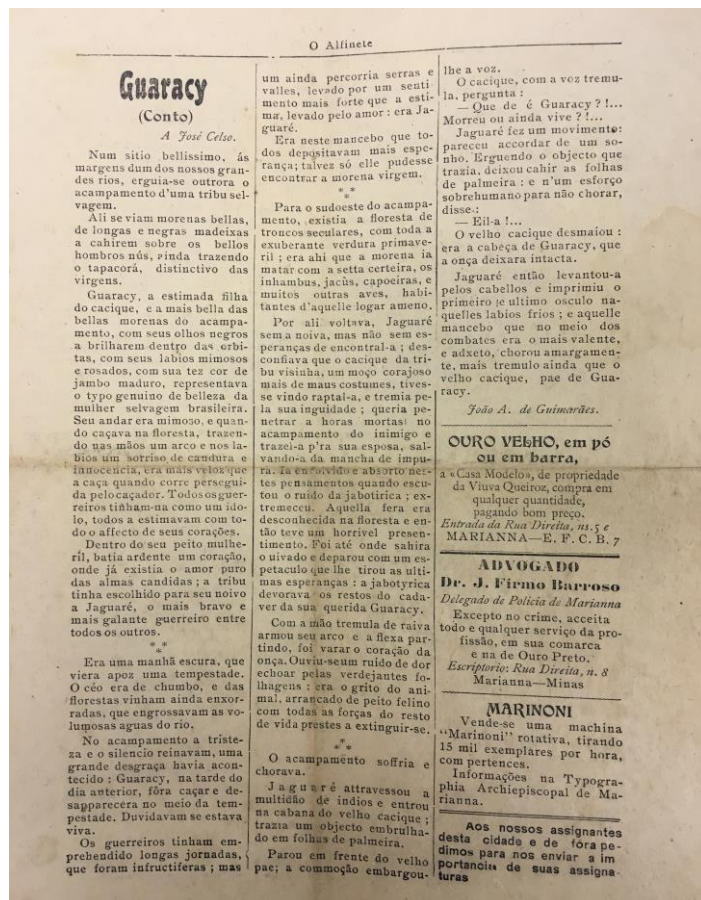 O Alfinete
Guaracy
(Conto)
A José Celso.
Num sitio bellissimo, ás
margens dum dos nossos gran-
des rios, erguia-se outrora o
acampamento d'uma tribu sel-
vagem.
Ali se viam morenas bellas,
de longas e negras madeixas
a cahirem sobre os bellos
hombros nús, ainda trazendo
o tapacorá, distinctivo das
virgens.
Guaracy, a estimada filha
do cacique, e a mais bella das
bellas morenas do acampa-
mento, com seus olhos negros
a brilharem dentro das orbi-
tas, com seus labios mimosos
e rosados, com sua tez cor de
jambo maduro, representava
o typo genuino de belleza da
mulher selvagem brasileira.
Seu andar era mimoso, e quan-
do caçava na floresta, trazen-
do nas mãos um arco e nos la-
bios um sorriso de candura e
innocencia, era mais veloz que
a caça quando corre persegui-
da pelo caçador. Todos os guer-
reiros tinham-na como um ido-
lo, todos a estimavam com to-
do o affecto de seus corações.
Dentro do seu peito mulhe-
ril, batia ardente um coração,
onde já existia o amor puro
das almas candidas; a tribu
tinha escolhido para seu noivo
a Jaguaré, o mais bravo e
mais galante guerreiro entre
todos os outros.
* * *
Era uma manhã escura, que
viera apoz uma tempestade.
O céo era de chumbo, e das
florestas vinham ainda enxor-
radas, que engrossavam as vo-
lumosas aguas do rio.
No acampamento a triste-
za e o silencio reinavam, uma
grande desgraça havia acon-
tecido: Guaracy, na tarde do
dia anterior, fôra caçar e de-
sapparecera no meio da tem-
pestade. Duvidavam se estava
viva.
Os guerreiros tinham em-
prehendido longas jornadas,
que foram infructiferas; mas
um ainda percorria serras e
valles, levado por um senti
mento mais forte que a esti-
ma, levado pelo amor: era Ja-
guaré.
Era neste mancebo que to-
dos depositavam mais espe-
rança; talvez só elle pudesse
encontrar a morena virgem.
* * *
Para o sudoeste do acampa-
mento, existia a floresta de
troncos seculares, com toda a
exuberante verdura primave-
ril; era ahi que a morena ia
matar com a setta certeira, os
inhambus, jacús, capoeiras, e
muitos outras aves, habi-
tantes d'aquelle logar ameno.
Por ali voltava, Jaguaré
sem a noiva, mas não sem es-
peranças de encontral-a; des-
confiava que o cacique da tri
bu visinha, um moço corajoso
mais de maus costumes, tives-
se vindo raptal-a, e tremia pe-
la sua inguidade; queria pe-
netrar a horas mortas no
acampamento do inimigo e
trazel-a p'ra sua esposa, sal-
vando-a da mancha de impu-
ra. Ia envolvido e absorto nes-
tes pensamentos quando escu-
tou o ruido da jabotirica; ex-
tremeceu. Aquella fera era
desconhecida na floresta e en-
tão teve um horrivel presen-
timento. Foi até onde sahira
o uivado e deparou com um es-
petaculo que lhe tirou as ulti-
mas esperanças: a jabotyrica
devorava os restos do cada-
ver da sua querida Guaracy.
Com a mão tremula de raiva
armou seu arco e a flexa par-
tindo, foi varar o coração da
onça. Ouviu-se um ruido de dor
echoar pelas verdejantes fo-
lhagens: era o grito do ani-
mal, arrancado de peito felino
com todas as forças do resto
de vida prestes a extinguir-se.
* * *
O acampamento soffria e
chorava.
Jaguaré attravessou a
multidão de indios e entrou
na cabana do velho cacique;
trazia um objecto embrulha-
do em folhas de palmeira.
Parou em frente do velho
pae; a commoção embargou-
lhe a voz.
O cacique, com a voz tremu-
la, pergunta:
— Que de é Guaracy?!...
Morreu ou ainda vive?!...
Jaguaré fez um movimento:
pareceu accordar de um so-
nho. Erguendo o objecto que
trazia, deixou cahir as folhas
de palmeira: e n'um esforço
sobrehumano para não chorar,
disse:
— Eil-a!...
O velho cacique desmaiou:
era a cabeça de Guaracy, que
a onça deixara intacta.
Jaguaré então levantou-a
pelos cabellos e imprimiu o
primeiro e ultimo osculo na-
quelles labios frios; e aquelle
mancebo que no meio dos
combates era o mais valente,
e adxeto, chorou amargamen-
te, mais tremulo ainda que o
velho cacique, pae de Gua-
racy.
João A. de Guimarães.
OURO VELHO, em pó
ou em barra,
a «Casa Modelo», de propriedade
da Viuva Queiroz, compra em
qualquer quantidade,
pagando bom preço.
Entrada da Rua Direita, ns. 5 e
MARIANNA—E. F. C. B. 7
ADVOGADO
Dr. J. Firmo Barroso
Delegado de Policia de Marianna
Excepto no crime, acceita
todo e qualquer serviço da pro-
fissão, em sua comarca
e na de Ouro Preto.
Escriptorio: Rua Direita, n. 8
Marianna—Minas
MARINONI
Vende-se uma machina
"Marinoni" rotativa, tirando
15 mil exemplares por hora,
com pertences.
Informações na Typogra-
phia Archiepiscopal de Ma-
rianna.
Aos nossos assignantes
desta cidade e de fóra pe-
dimos para nos enviar a im
portancia de suas assigna-
turas